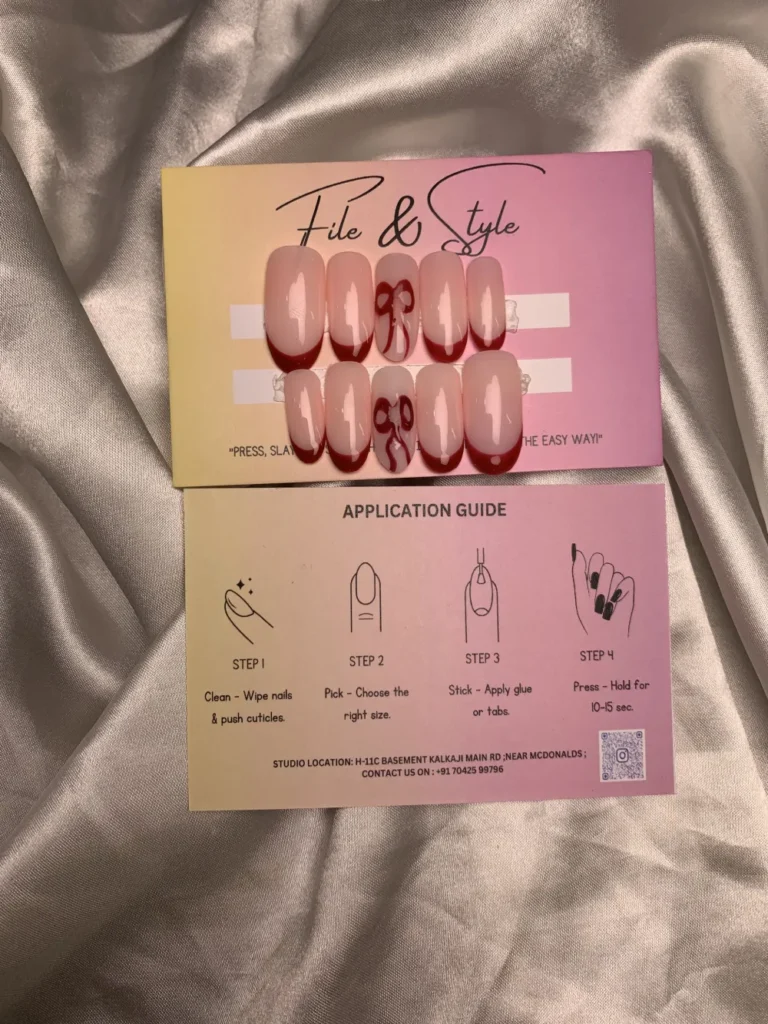 File & Style
"PRESS, SLA THE EASY WAY!"
APPLICATION GUIDE
STEP 1
STEP 2
STEP 3
STEP 4
Clean - Wipe nails
& push cuticles.
Pick - Choose the
right size.
Stick - Apply glue
or tabs.
Press - Hold for
10-15 sec.
STUDIO LOCATION: H-11C BASEMENT KALKAJI MAIN RD ;NEAR MCDONALDS ;
CONTACT US ON : +91 70425 99796